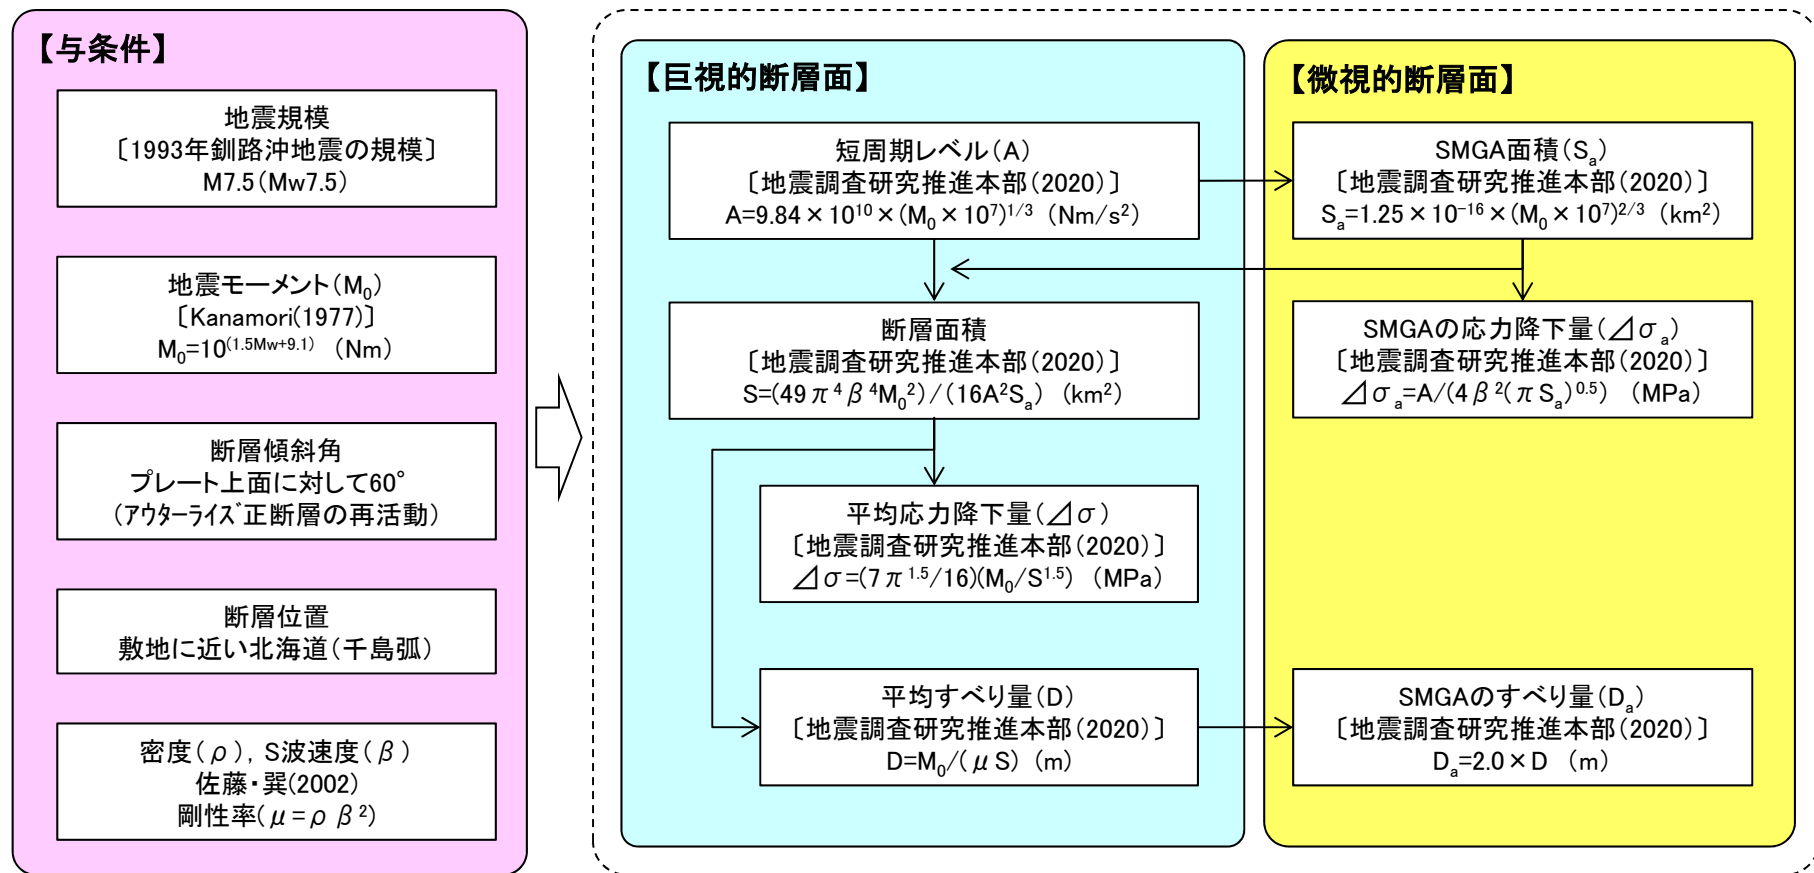 【与条件】
地震規模
〔1993年釧路沖地震の規模〕
M7.5(Mw7.5)
地震モーメント(M₀)
〔Kanamori(1977)〕
M₀=10⁽¹·⁵ᴹʷ⁺⁹·¹⁾ (Nm)
断層傾斜角
プレート上面に対して60°
(アウターライズ正断層の再活動)
断層位置
敷地に近い北海道(千島弧)
密度(ρ), S波速度(β)
佐藤・巽(2002)
剛性率(μ=ρβ²)
【巨視的断層面】
短周期レベル(A)
〔地震調査研究推進本部(2020)〕
A=9.84×10¹⁰×(M₀×10⁷)¹/³ (Nm/s²)
断層面積
〔地震調査研究推進本部(2020)〕
S=(49π⁴β⁴M₀²)/(16A²Sₐ) (km²)
平均応力降下量(⊿σ)
〔地震調査研究推進本部(2020)〕
⊿σ=(7π¹·⁵/16)(M₀/S¹·⁵) (MPa)
平均すべり量(D)
〔地震調査研究推進本部(2020)〕
D=M₀/(μS) (m)
【微視的断層面】
SMGA面積(Sₐ)
〔地震調査研究推進本部(2020)〕
Sₐ=1.25×10⁻¹⁶×(M₀×10⁷)²/³ (km²)
SMGAの応力降下量(⊿σₐ)
〔地震調査研究推進本部(2020)〕
⊿σₐ=A/(4β²(πSₐ)⁰·⁵) (MPa)
SMGAのすべり量(Dₐ)
〔地震調査研究推進本部(2020)〕
Dₐ=2.0×D (m)